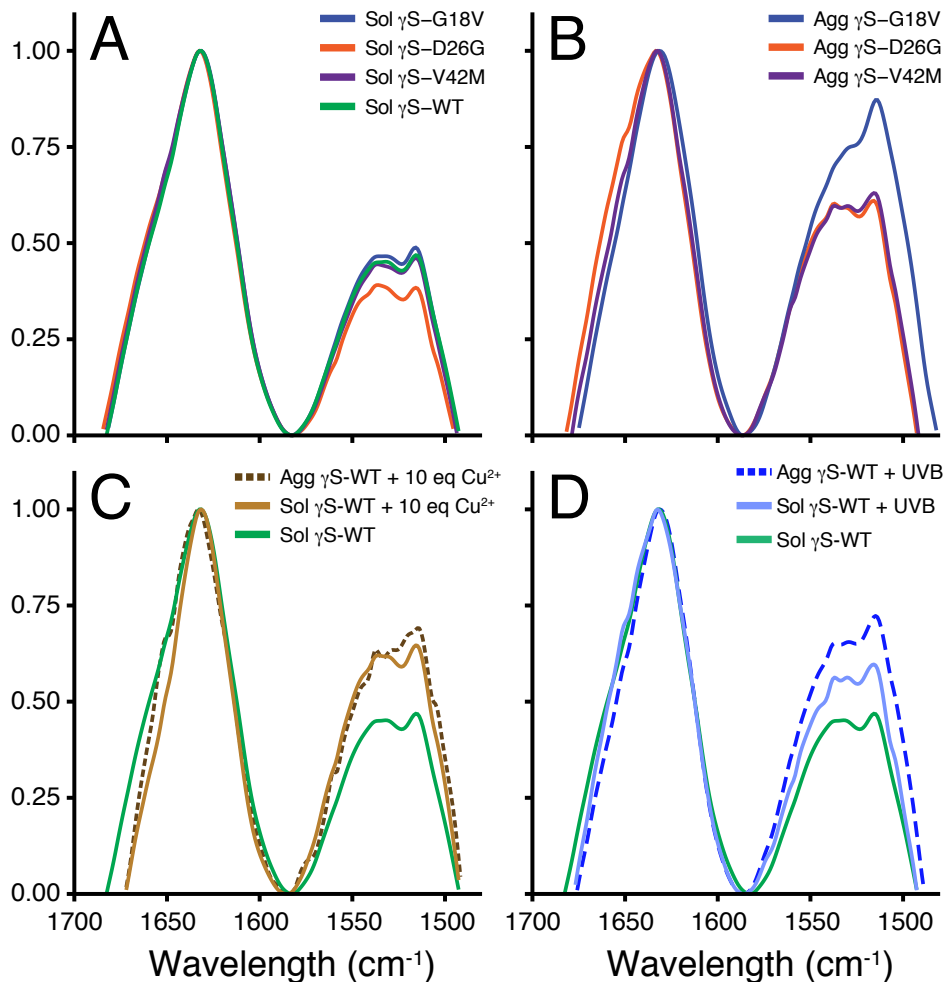 A
Sol γS–G18V
Sol γS–D26G
Sol γS–V42M
Sol γS–WT
1.00
0.75
0.50
0.25
0.00
B
Agg γS–G18V
Agg γS–D26G
Agg γS–V42M
C
Agg γS-WT + 10 eq Cu²⁺
Sol γS-WT + 10 eq Cu²⁺
Sol γS-WT
1.00
0.75
0.50
0.25
0.00
1700 1650 1600 1550 1500
Wavelength (cm⁻¹)
D
Agg γS-WT + UVB
Sol γS-WT + UVB
Sol γS-WT
1700 1650 1600 1550 1500
Wavelength (cm⁻¹)